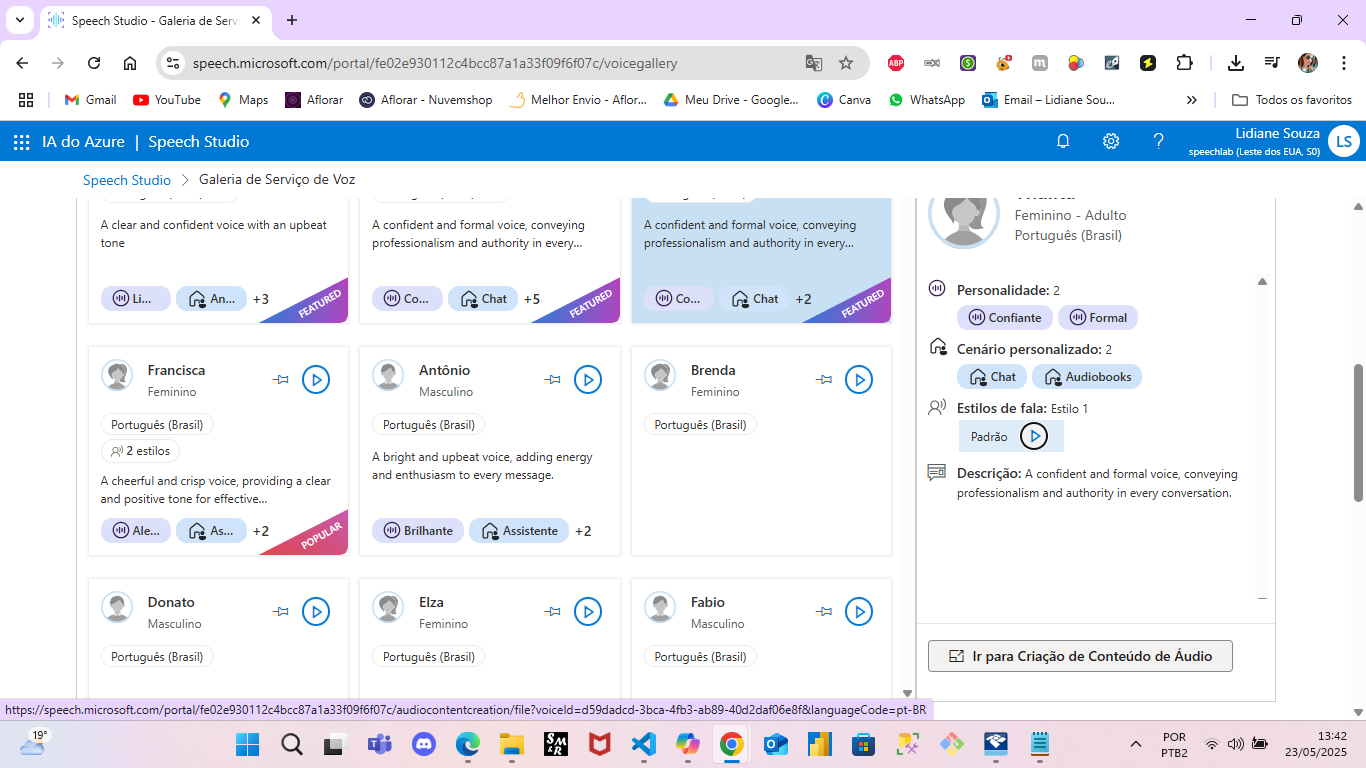 Speech Studio - Galeria de Serv
speech.microsoft.com/portal/fe02e930112c4bcc87a1a33f09f6f07c/voicegallery
Gmail
YouTube
Maps
Aflorar
Aflorar - Nuvemshop
Melhor Envio - Aflor...
Meu Drive - Google...
Canva
WhatsApp
Email – Lidiane Sou...
Todos os favoritos
IA do Azure | Speech Studio
Lidiane Souza
speechlab (Leste dos EUA, S0)
LS
Speech Studio > Galeria de Serviço de Voz
A clear and confident voice with an upbeat
tone
Li...
An...
+3
FEATURED
A confident and formal voice, conveying
professionalism and authority in every...
Co...
Chat
+5
FEATURED
A confident and formal voice, conveying
professionalism and authority in every...
Co...
Chat
+2
FEATURED
Francisca
Feminino
Português (Brasil)
2 estilos
A cheerful and crisp voice, providing a clear
and positive tone for effective...
Ale...
As...
+2
POPULAR
Antônio
Masculino
Português (Brasil)
A bright and upbeat voice, adding energy
and enthusiasm to every message.
Brilhante
Assistente
+2
Brenda
Feminino
Português (Brasil)
Donato
Masculino
Português (Brasil)
Elza
Feminino
Português (Brasil)
Fabio
Masculino
Português (Brasil)
Feminino - Adulto
Português (Brasil)
Personalidade: 2
Confiante
Formal
Cenário personalizado: 2
Chat
Audiobooks
Estilos de fala: Estilo 1
Padrão
Descrição: A confident and formal voice, conveying
professionalism and authority in every conversation.
Ir para Criação de Conteúdo de Áudio
https://speech.microsoft.com/portal/fe02e930112c4bcc87a1a33f09f6f07c/audiocontentcreation/file?voiceId=d59dadcd-3bca-4fb3-ab89-40d2daf06e8f&languageCode=pt-BR
19°
POR
PTB2
13:42
23/05/2025